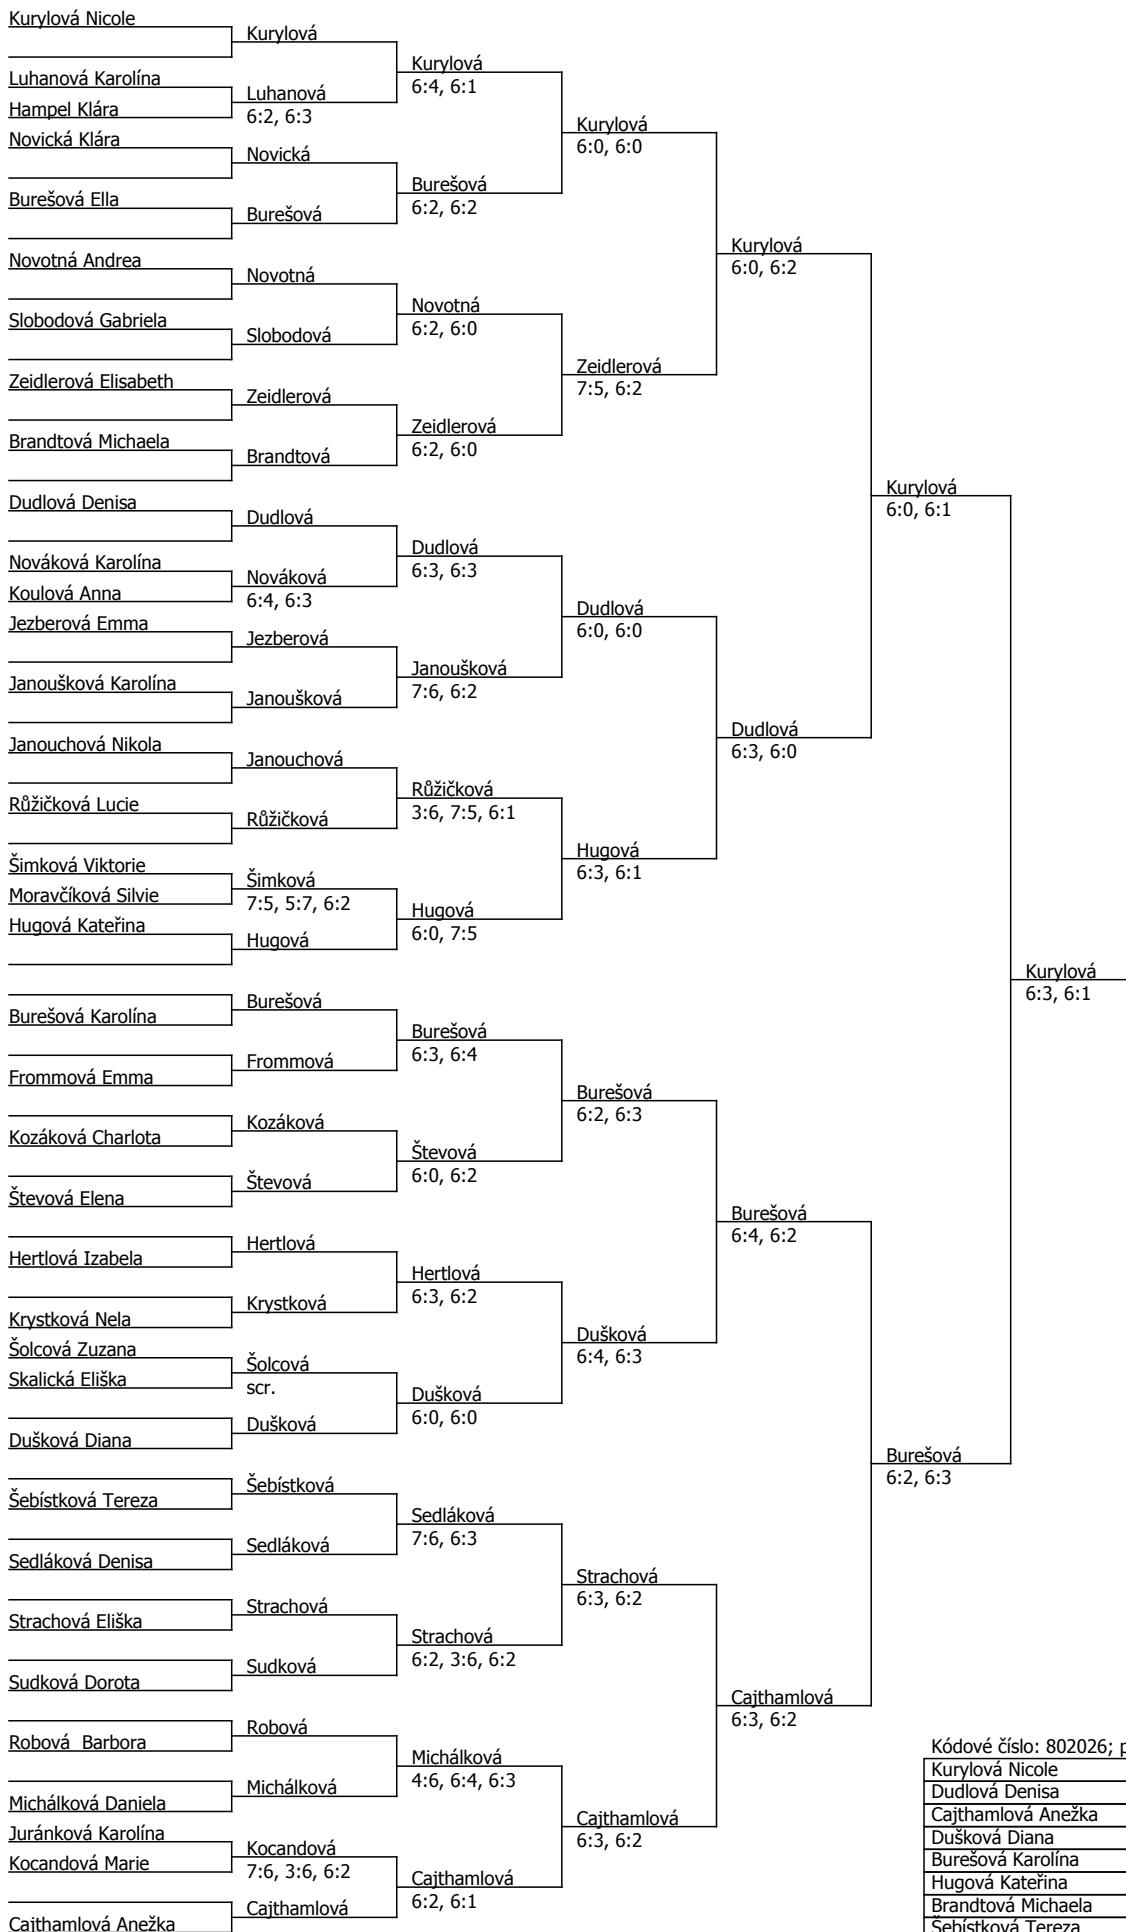 Kurylová Nicole
Luhanová Karolína
Hampel Klára
Novická Klára
Burešová Ella
Novotná Andrea
Slobodová Gabriela
Zeidlerová Elisabeth
Brandtová Michaela
Dudlová Denisa
Nováková Karolína
Koulová Anna
Jezberová Emma
Janoušková Karolína
Janouchová Nikola
Růžičková Lucie
Šimková Viktorie
Moravčíková Silvie
Hugová Kateřina
Burešová Karolína
Frommová Emma
Kozáková Charlota
Števová Elena
Hertlová Izabela
Krystková Nela
Šolcová Zuzana
Skalická Eliška
Dušková Diana
Šebístková Tereza
Sedláková Denisa
Strachová Eliška
Sudková Dorota
Robová  Barbora
Michálková Daniela
Juránková Karolína
Kocandová Marie
Cajthamlová Anežka
Kurylová
Luhanová
6:2, 6:3
Novická
Burešová
Novotná
Slobodová
Zeidlerová
Brandtová
Dudlová
Nováková
6:4, 6:3
Jezberová
Janoušková
Janouchová
Růžičková
Šimková
7:5, 5:7, 6:2
Hugová
Burešová
Frommová
Kozáková
Števová
Hertlová
Krystková
Šolcová
scr.
Dušková
Šebístková
Sedláková
Strachová
Sudková
Robová
Michálková
Kocandová
7:6, 3:6, 6:2
Cajthamlová
Kurylová
6:4, 6:1
Burešová
6:2, 6:2
Novotná
6:2, 6:0
Zeidlerová
6:2, 6:0
Dudlová
6:3, 6:3
Janoušková
7:6, 6:2
Růžičková
3:6, 7:5, 6:1
Hugová
6:0, 7:5
Burešová
6:3, 6:4
Števová
6:0, 6:2
Hertlová
6:3, 6:2
Dušková
6:0, 6:0
Sedláková
7:6, 6:3
Strachová
6:2, 3:6, 6:2
Michálková
4:6, 6:4, 6:3
Cajthamlová
6:2, 6:1
Kurylová
6:0, 6:0
Zeidlerová
7:5, 6:2
Dudlová
6:0, 6:0
Hugová
6:3, 6:1
Burešová
6:2, 6:3
Dušková
6:4, 6:3
Strachová
6:3, 6:2
Cajthamlová
6:3, 6:2
Kurylová
6:0, 6:2
Dudlová
6:3, 6:0
Burešová
6:4, 6:2
Cajthamlová
6:3, 6:2
Kurylová
6:0, 6:1
Burešová
6:2, 6:3
Kurylová
6:3, 6:1
Kódové číslo: 802026; p
Kurylová Nicole
Dudlová Denisa
Cajthamlová Anežka
Dušková Diana
Burešová Karolína
Hugová Kateřina
Brandtová Michaela
Šebístková Tereza